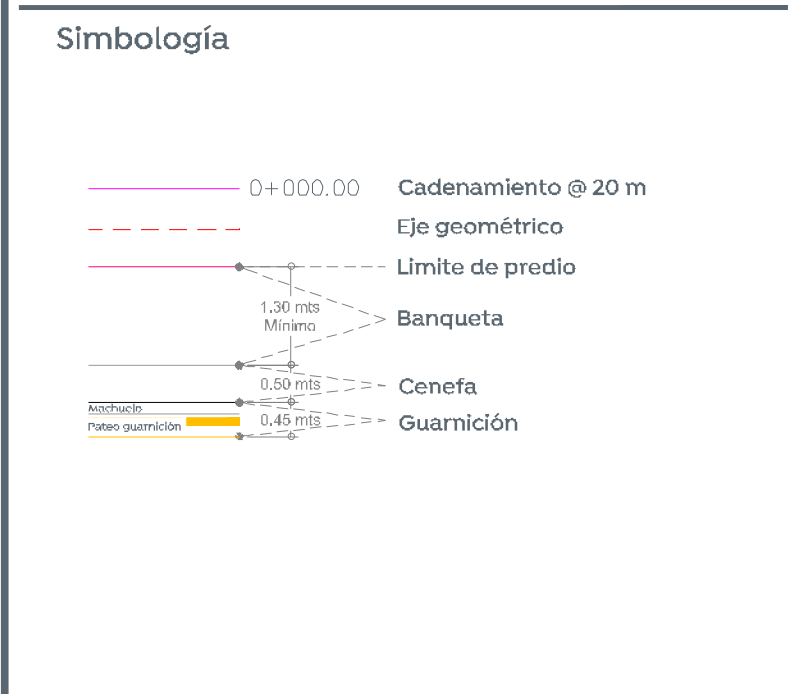 Simbología
0+000.00 Cadenamiento @ 20 m
Eje geométrico
Limite de predio
1.30 mts
Mínimo
Banqueta
0.50 mts
Cenefa
Machuelo
0.45 mts
Guarnición
Pateo guarnición